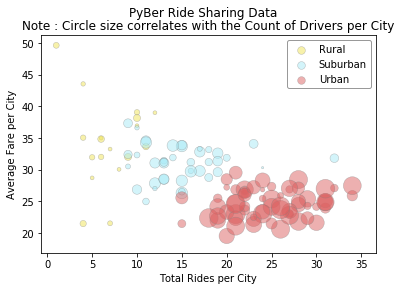 PyBer Ride Sharing Data
Note : Circle size correlates with the Count of Drivers per City
Rural
Suburban
Urban
Average Fare per City
50
45
40
35
30
25
20
0 5 10 15 20 25 30 35
Total Rides per City